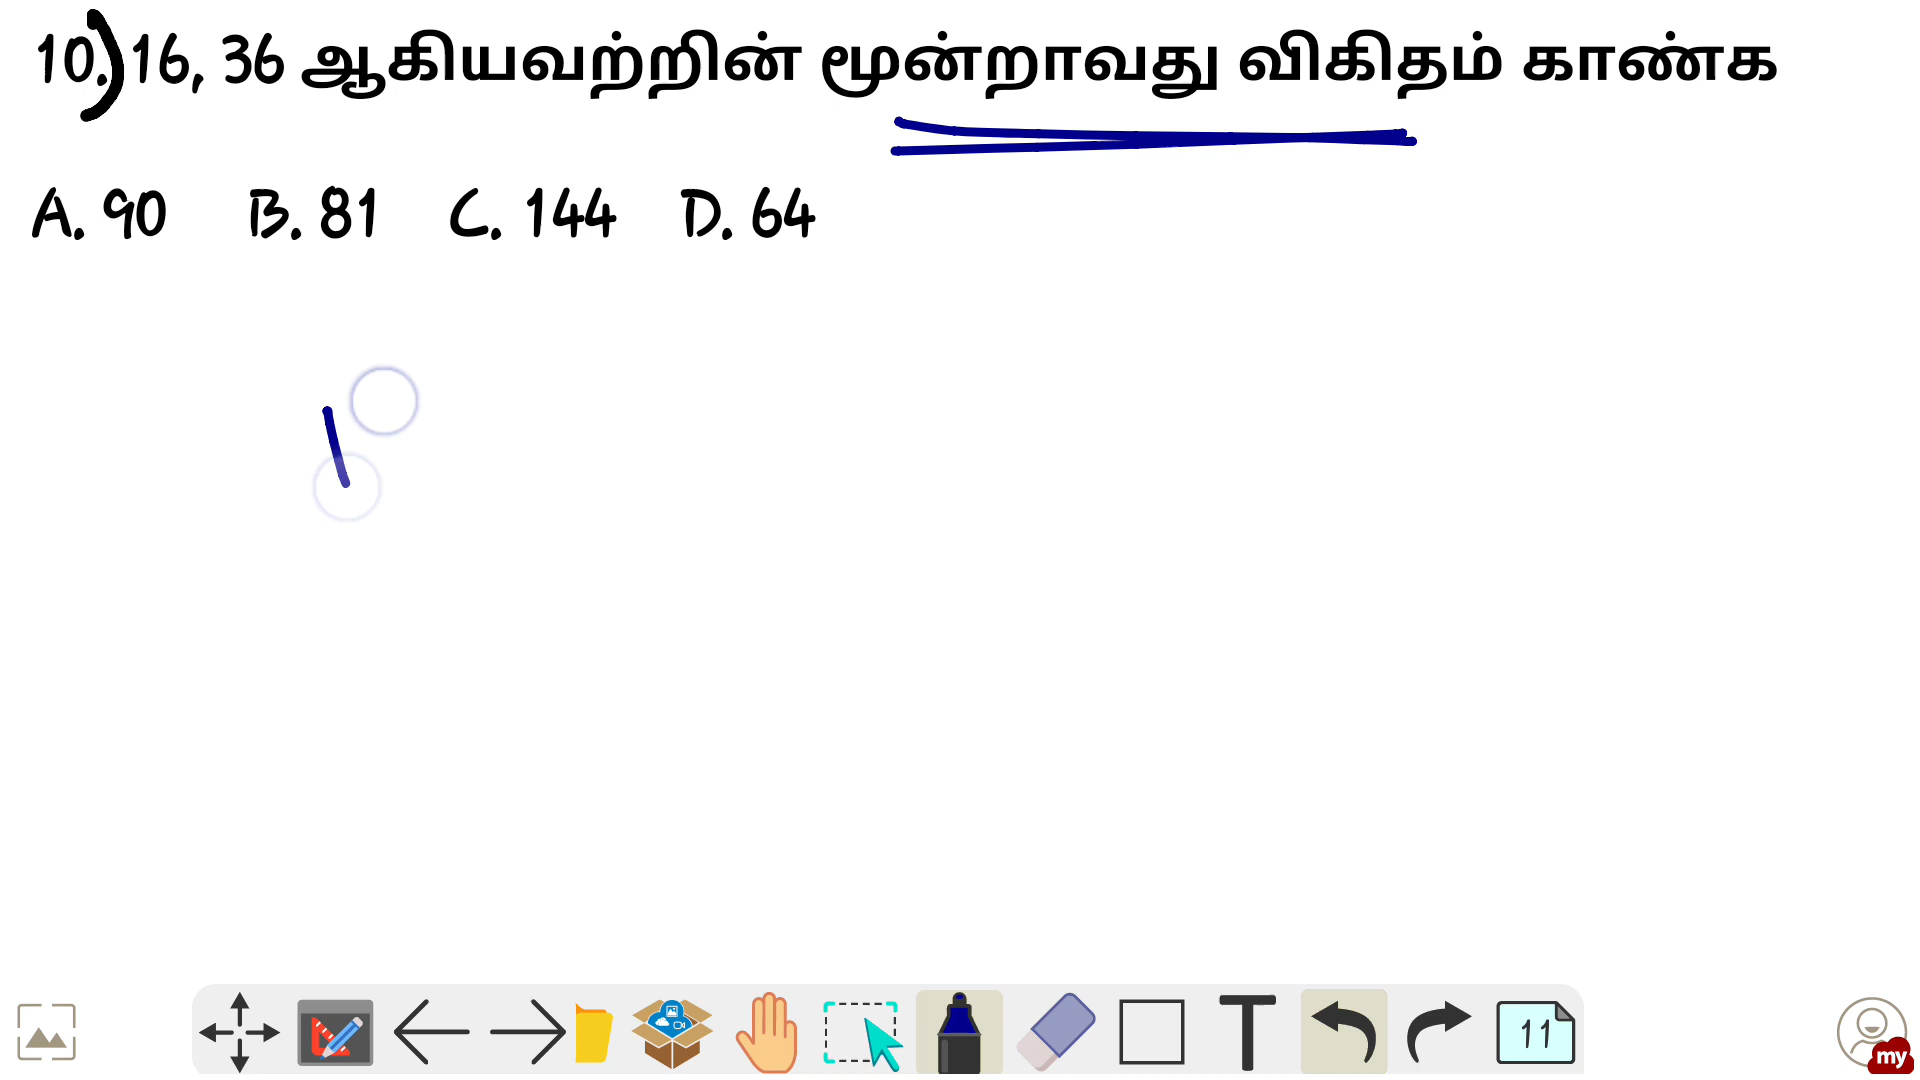 10.) 16, 36 ஆகியவற்றின் மூன்றாவது விகிதம் காண்க
A. 90 B. 81 C. 144 D. 64
T 11
my